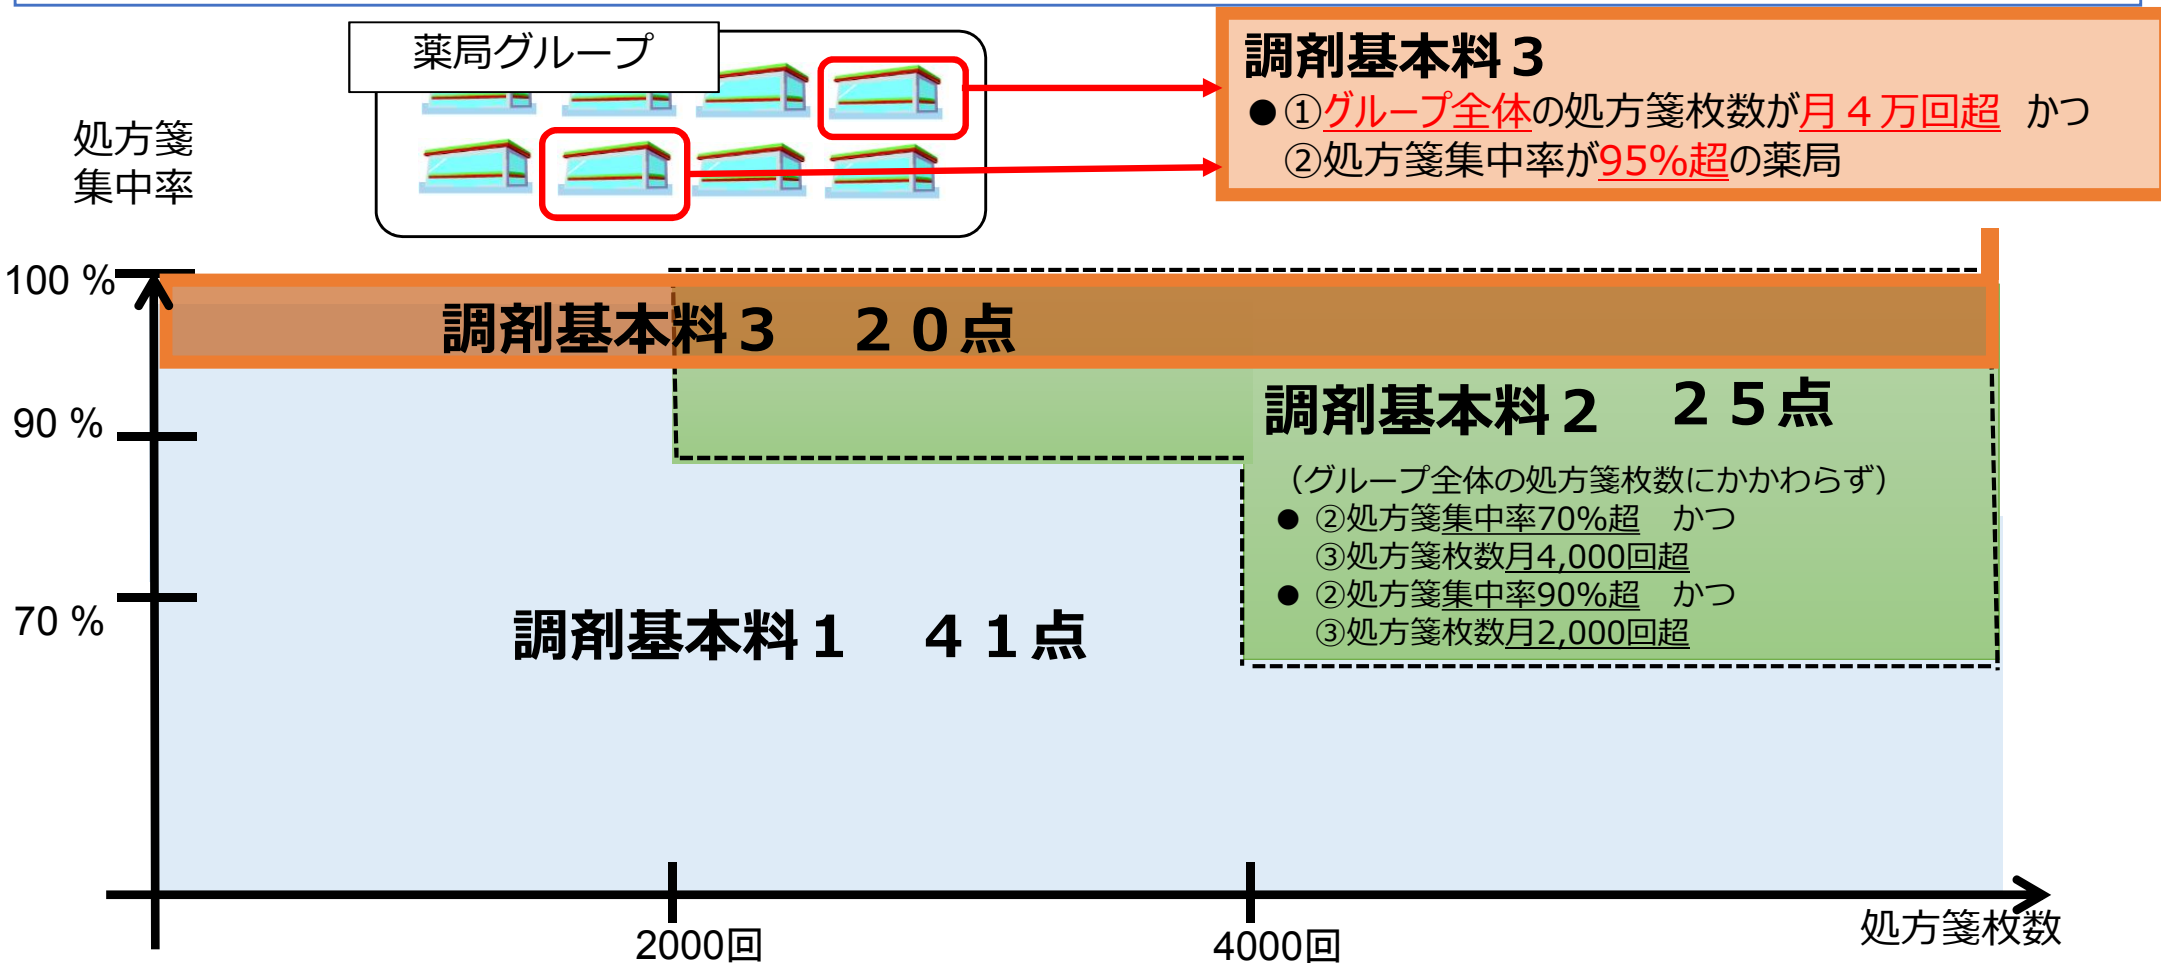 薬局グループ
調剤基本料３
●①グループ全体の処方箋枚数が月４万回超　かつ
②処方箋集中率が95%超の薬局
処方箋
集中率
100 %
調剤基本料３　２０点
90 %
調剤基本料２　２５点
（グループ全体の処方箋枚数にかかわらず）
● ②処方箋集中率70%超　かつ
③処方箋枚数月4,000回超
● ②処方箋集中率90%超　かつ
③処方箋枚数月2,000回超
70 %
調剤基本料１　４１点
2000回
4000回
処方箋枚数